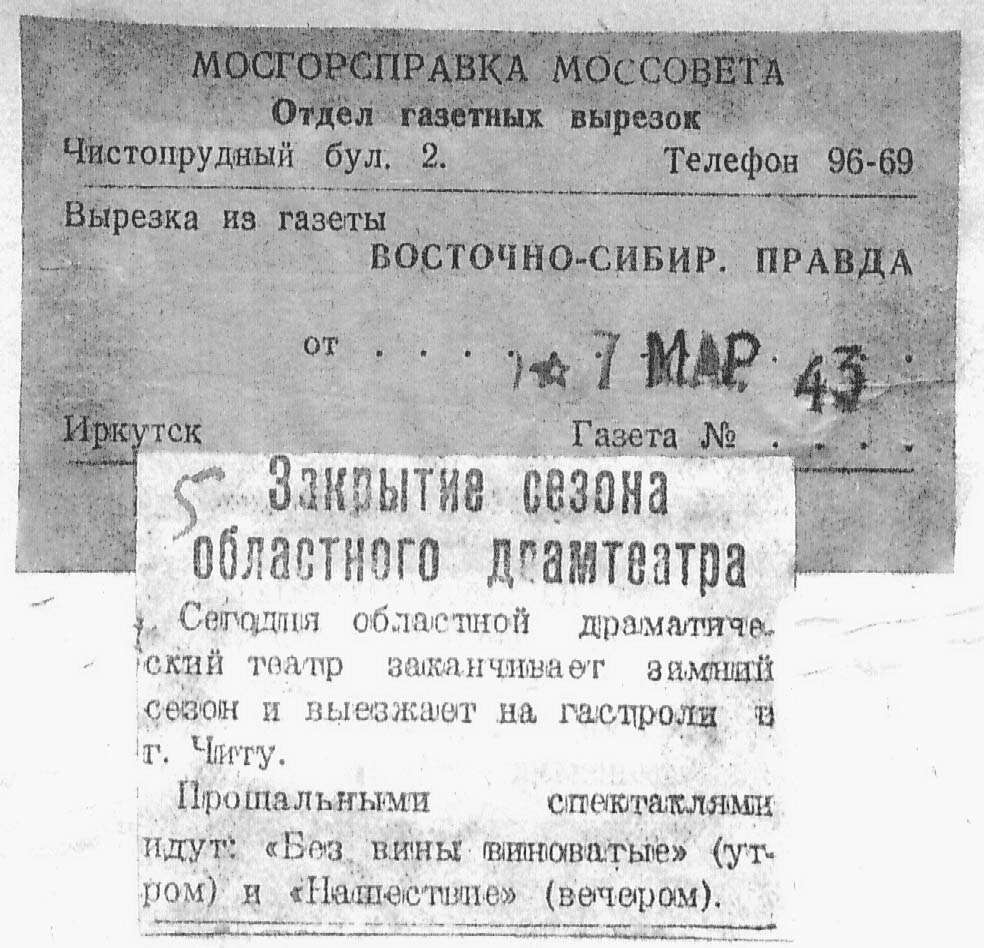 МОСГОРСПРАВКА МОССОВЕТА
Отдел газетных вырезок
Чистопрудный бул. 2. Телефон 96-69
Вырезка из газеты
ВОСТОЧНО-СИБИР. ПРАВДА
от . . . . . 7 МАР. 43 .
Иркутск Газета № . . . .
5
Закрытие сезона
областного драмтеатра
Сегодня областной драматиче-
ский театр заканчивает зимний
сезон и выезжает на гастроли в
г. Читу.
Прощальными спектаклями
идут: «Без вины виноватые» (ут-
ром) и «Нашествие» (вечером).